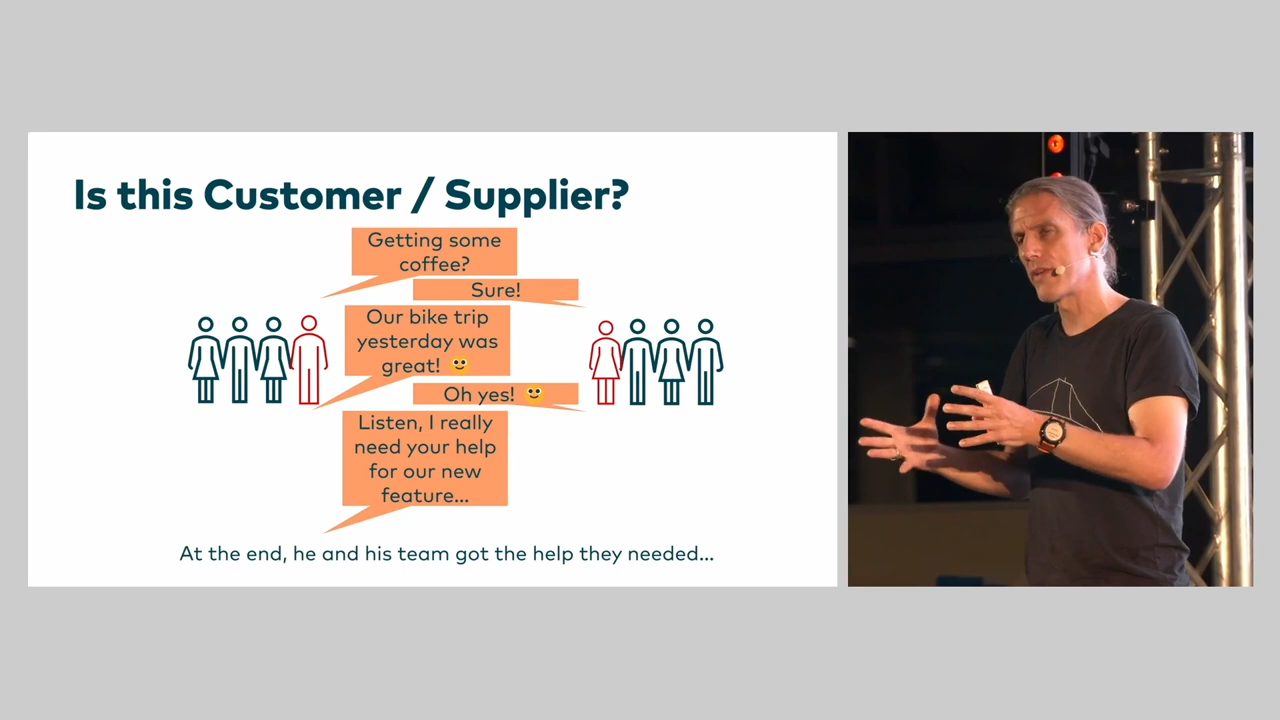 Is this Customer / Supplier?
Getting some
coffee?
Sure!
Our bike trip
yesterday was
great!
Oh yes!
Listen, I really
need your help
for our new
feature...
At the end, he and his team got the help they needed...